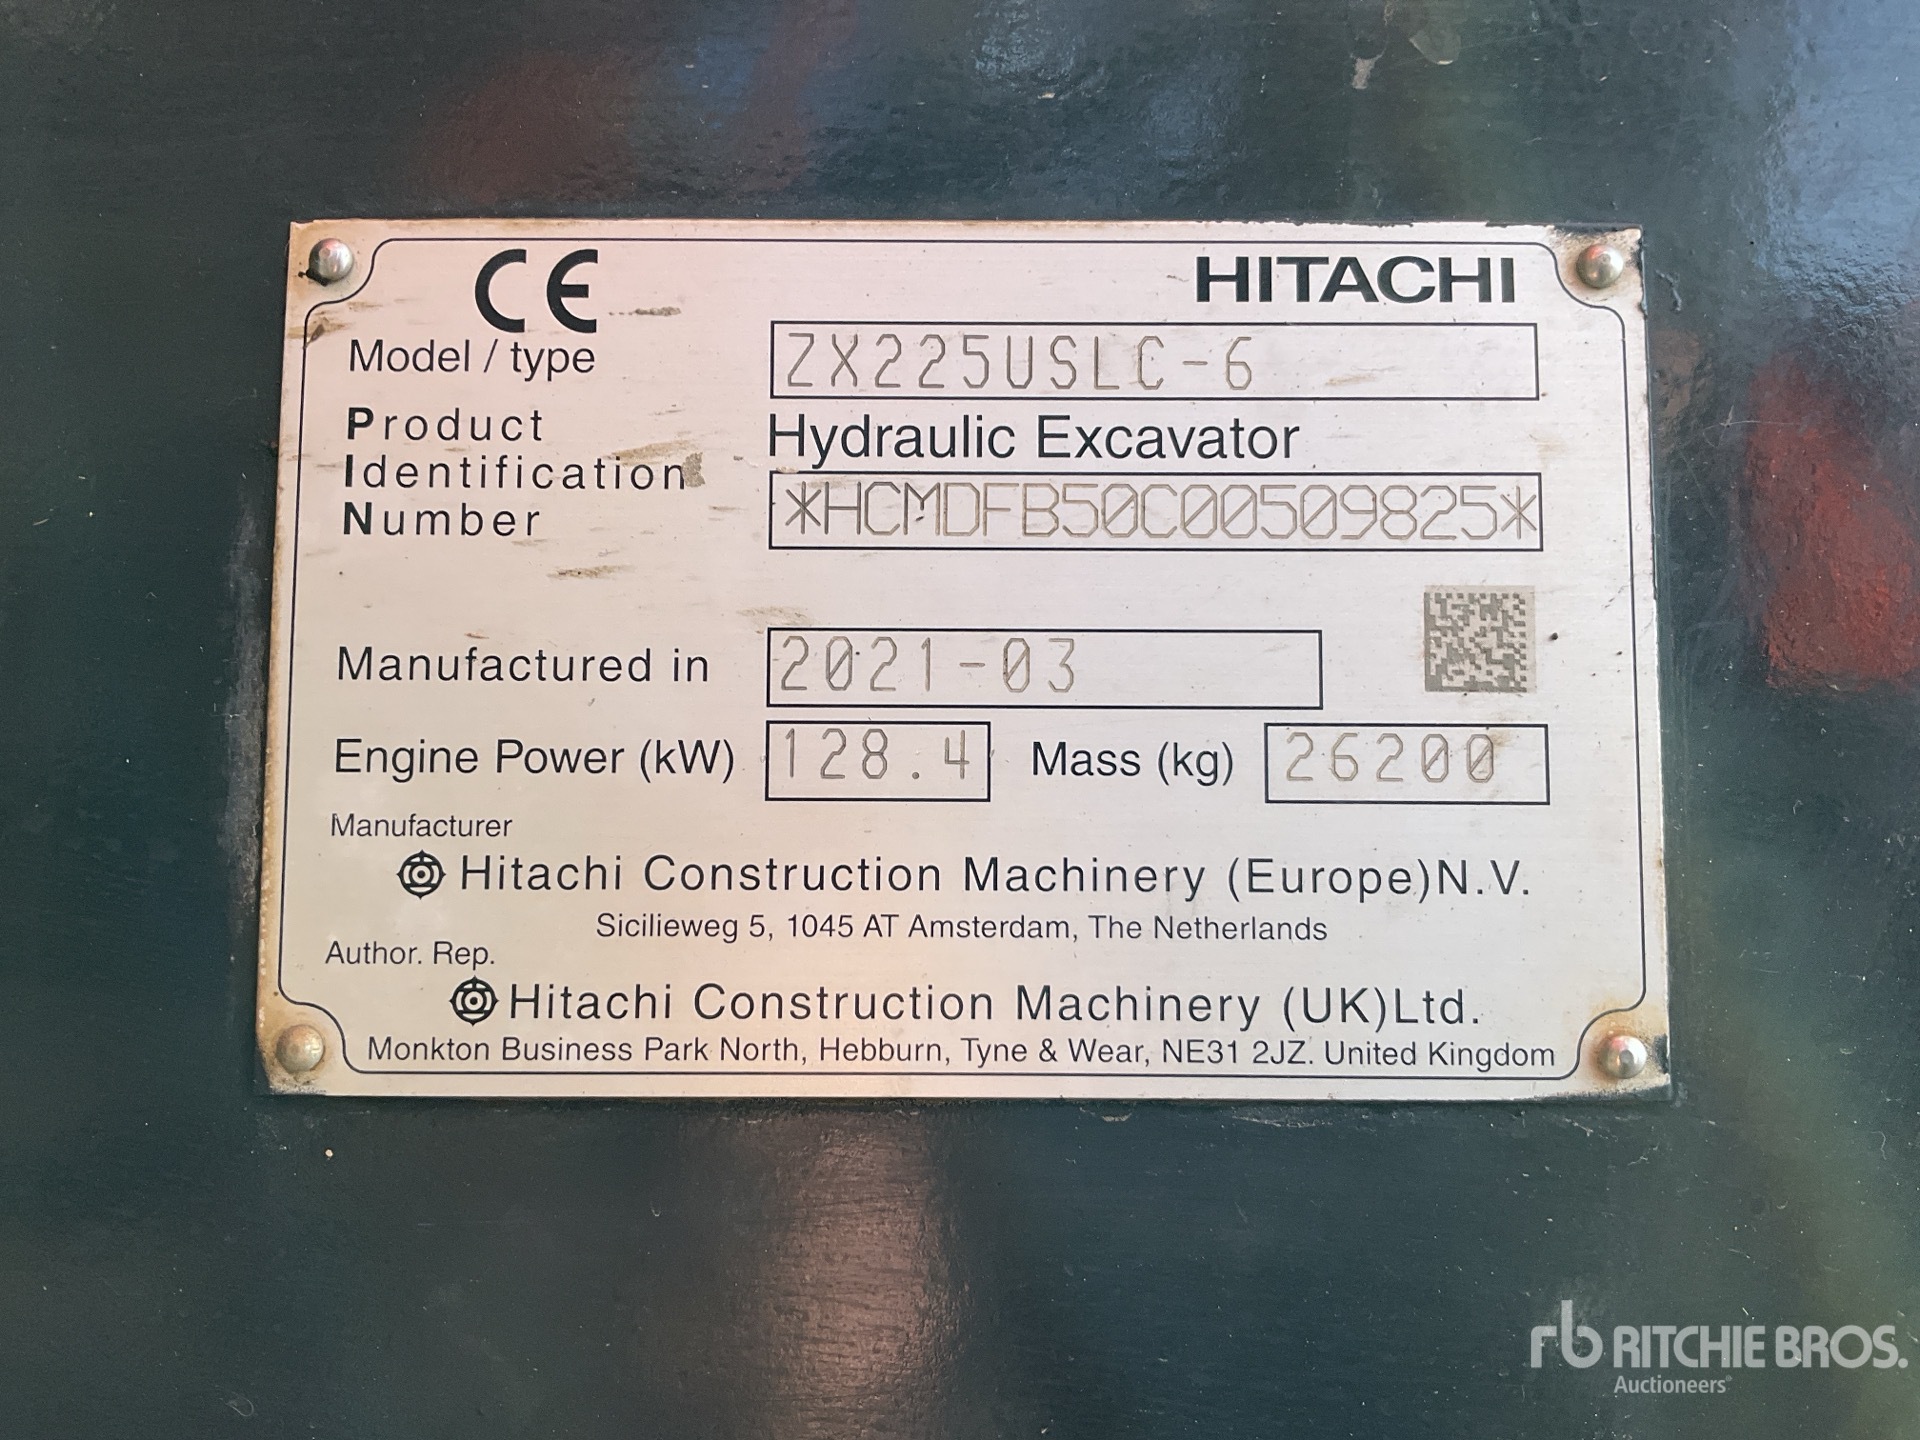 CE HITACHI
Model / type ZX225USLC-6
Product Hydraulic Excavator
Identification
Number *HCMDFB50C00509825*
Manufactured in 2021-03
Engine Power (kW) 128.4 Mass (kg) 26200
Manufacturer
Hitachi Construction Machinery (Europe)N.V.
Sicilieweg 5, 1045 AT Amsterdam, The Netherlands
Author. Rep.
Hitachi Construction Machinery (UK)Ltd.
Monkton Business Park North, Hebburn, Tyne & Wear, NE31 2JZ. United Kingdom
rb RITCHIE BROS.
Auctioneers